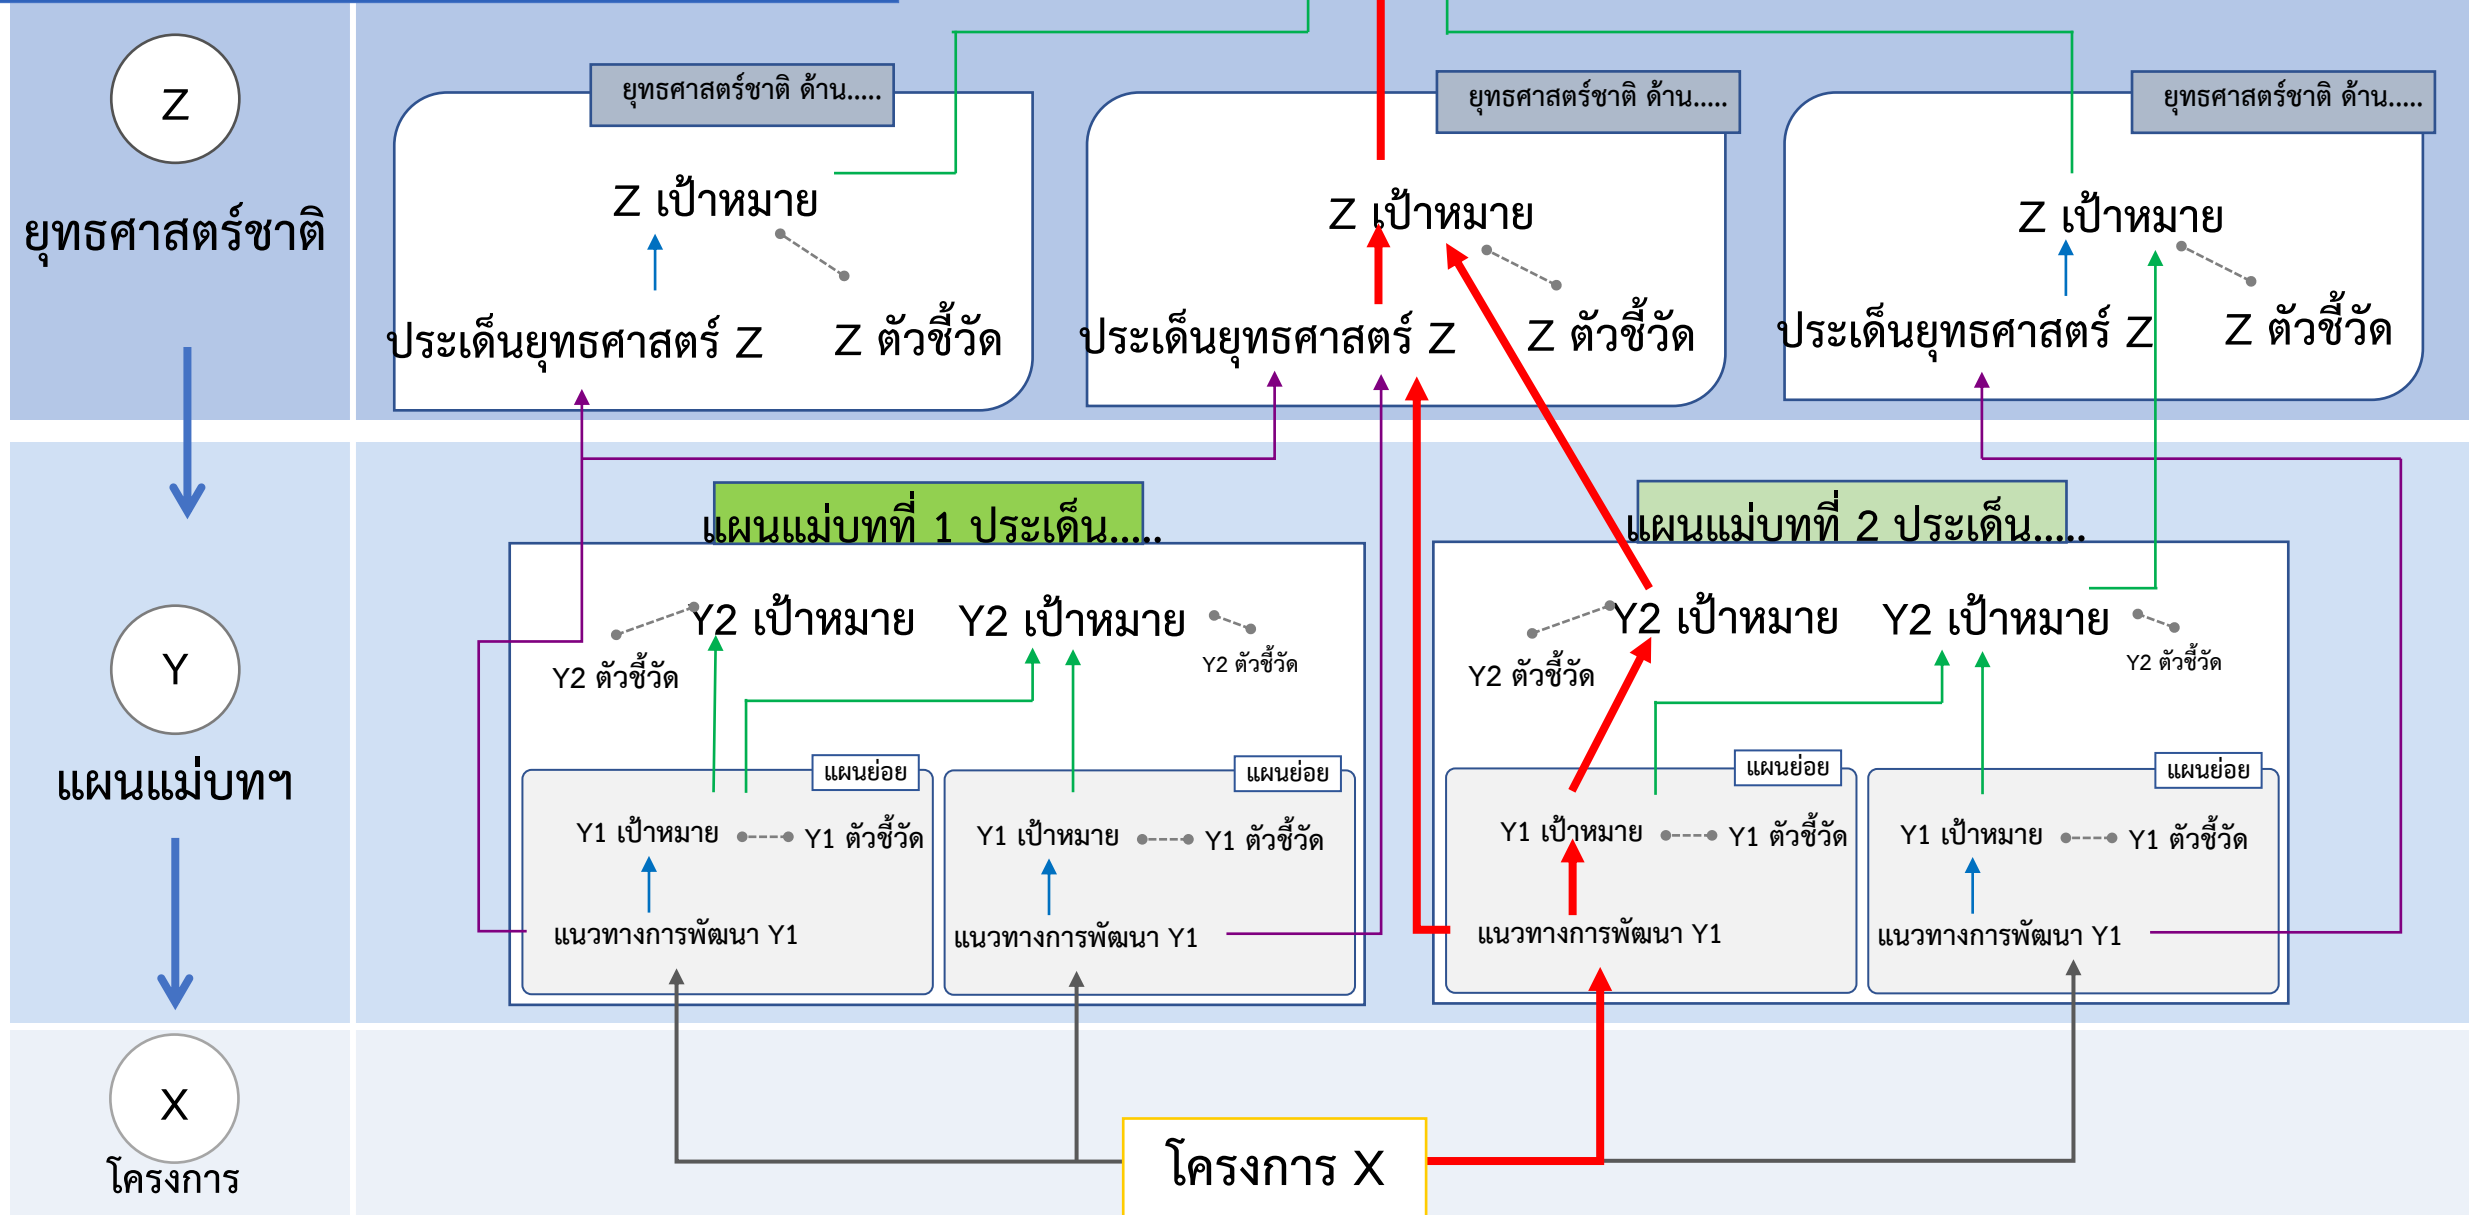 Z
ยุทธศาสตร์ชาติ
ยุทธศาสตร์ชาติ ด้าน.....
Z เป้าหมาย
ประเด็นยุทธศาสตร์ Z
Z ตัวชี้วัด
ยุทธศาสตร์ชาติ ด้าน.....
Z เป้าหมาย
ประเด็นยุทธศาสตร์ Z
Z ตัวชี้วัด
ยุทธศาสตร์ชาติ ด้าน.....
Z เป้าหมาย
ประเด็นยุทธศาสตร์ Z
Z ตัวชี้วัด
Y
แผนแม่บทฯ
แผนแม่บทที่ 1 ประเด็น.....
Y2 เป้าหมาย
Y2 เป้าหมาย
Y2 ตัวชี้วัด
Y2 ตัวชี้วัด
แผนย่อย
Y1 เป้าหมาย
Y1 ตัวชี้วัด
แนวทางการพัฒนา Y1
แผนย่อย
Y1 เป้าหมาย
Y1 ตัวชี้วัด
แนวทางการพัฒนา Y1
แผนแม่บทที่ 2 ประเด็น.....
Y2 เป้าหมาย
Y2 เป้าหมาย
Y2 ตัวชี้วัด
Y2 ตัวชี้วัด
แผนย่อย
Y1 เป้าหมาย
Y1 ตัวชี้วัด
แนวทางการพัฒนา Y1
แผนย่อย
Y1 เป้าหมาย
Y1 ตัวชี้วัด
แนวทางการพัฒนา Y1
X
โครงการ
โครงการ X